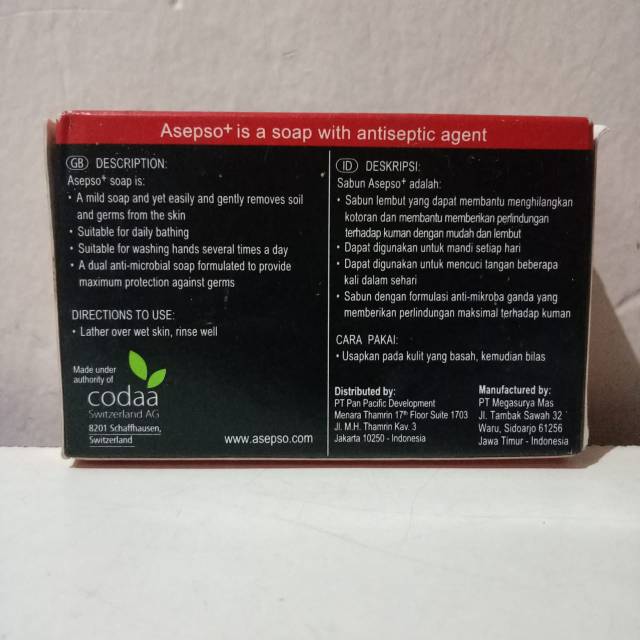 Asepso+ is a soap with antiseptic agent
GB DESCRIPTION:
Asepso+ soap is:
• A mild soap and yet easily and gently removes soil
and germs from the skin
• Suitable for daily bathing
• Suitable for washing hands several times a day
• A dual anti-microbial soap formulated to provide
maximum protection against germs
DIRECTIONS TO USE:
• Lather over wet skin, rinse well
Made under
authority of
codaa
Switzerland AG
8201 Schaffhausen,
Switzerland
www.asepso.com
ID DESKRIPSI:
Sabun Asepso+ adalah:
• Sabun lembut yang dapat membantu menghilangkan
kotoran dan membantu memberikan perlindungan
terhadap kuman dengan mudah dan lembut
• Dapat digunakan untuk mandi setiap hari
• Dapat digunakan untuk mencuci tangan beberapa
kali dalam sehari
• Sabun dengan formulasi anti-mikroba ganda yang
memberikan perlindungan maksimal terhadap kuman
CARA PAKAI:
• Usapkan pada kulit yang basah, kemudian bilas
Distributed by:
PT Pan Pacific Development
Menara Thamrin 17th Floor Suite 1703
Jl. M.H. Thamrin Kav. 3
Jakarta 10250 - Indonesia
Manufactured by:
PT Megasurya Mas
Jl. Tambak Sawah 32
Waru, Sidoarjo 61256
Jawa Timur - Indonesia